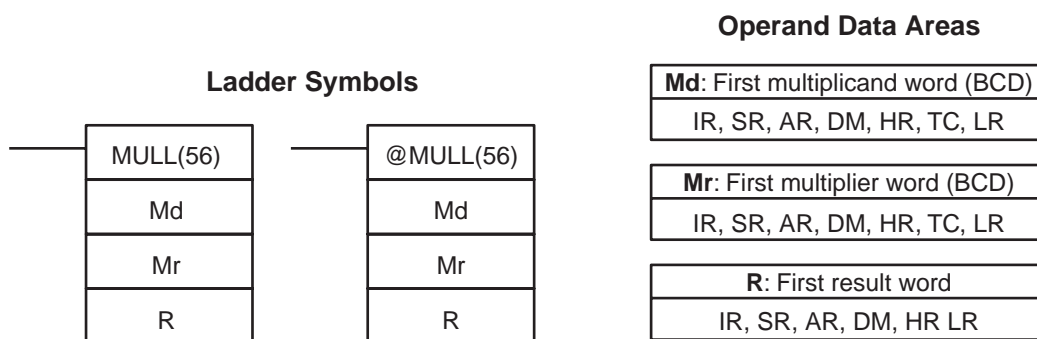 Operand Data Areas
Ladder Symbols
Md: First multiplicand word (BCD)
IR, SR, AR, DM, HR, TC, LR
MULL(56)
@MULL(56)
Mr: First multiplier word (BCD)
Md
Md
IR, SR, AR, DM, HR, TC, LR
Mr
Mr
R: First result word
R
R
IR, SR, AR, DM, HR LR